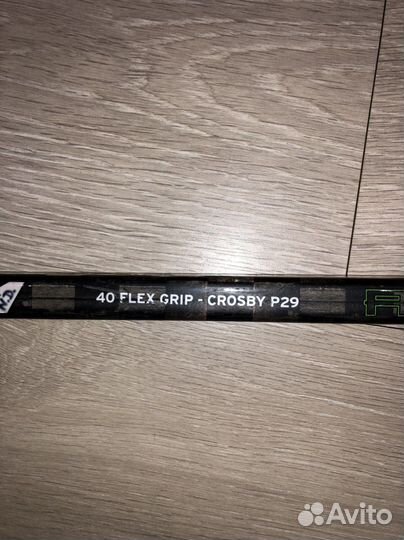 40 FLEX GRIP - CROSBY P29
Avito